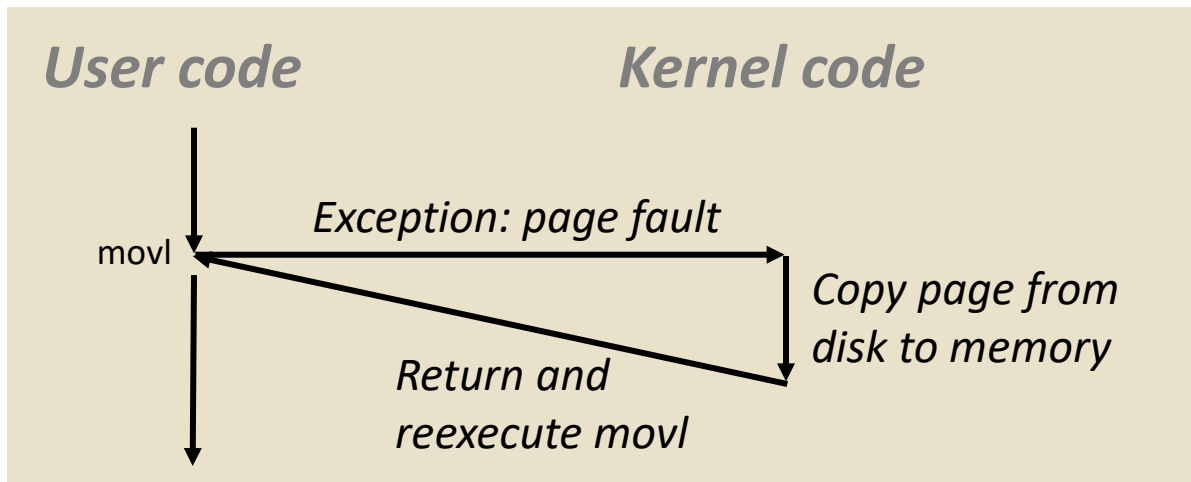 User code
Kernel code
Exception: page fault
movl
Copy page from
disk to memory
Return and
reexecute movl